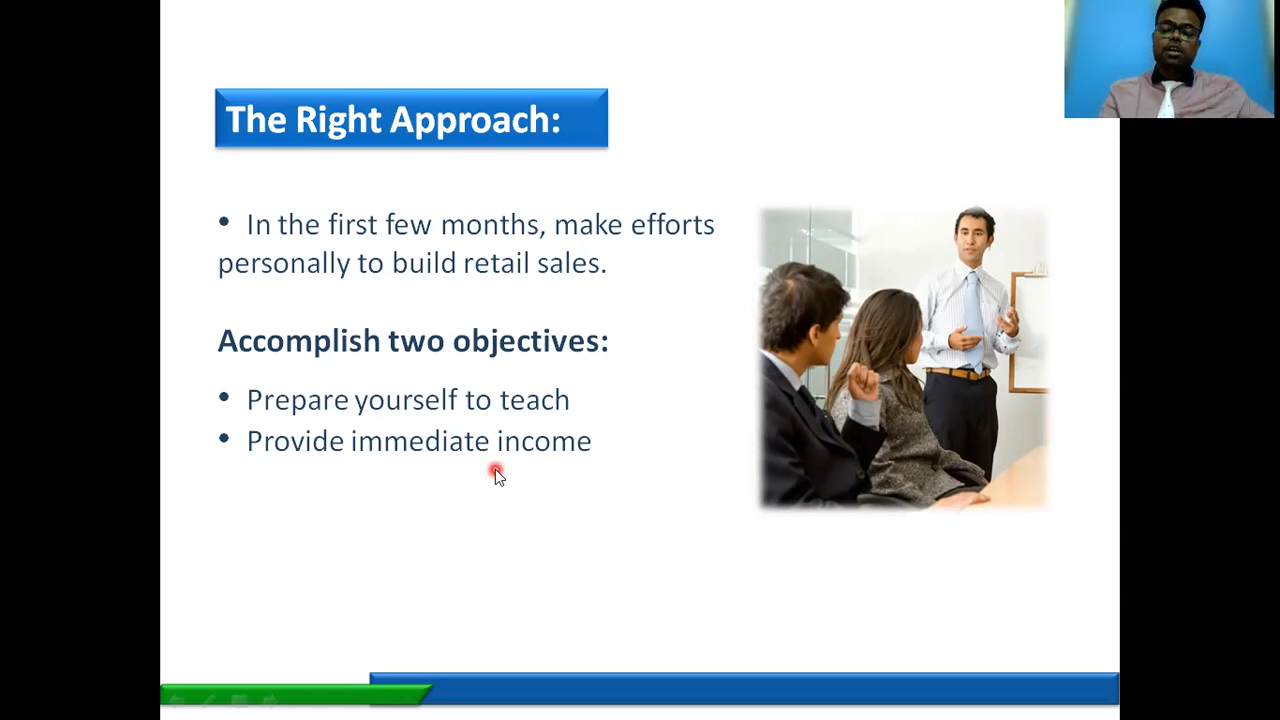 The Right Approach:
• In the first few months, make efforts
personally to build retail sales.
Accomplish two objectives:
• Prepare yourself to teach
• Provide immediate income